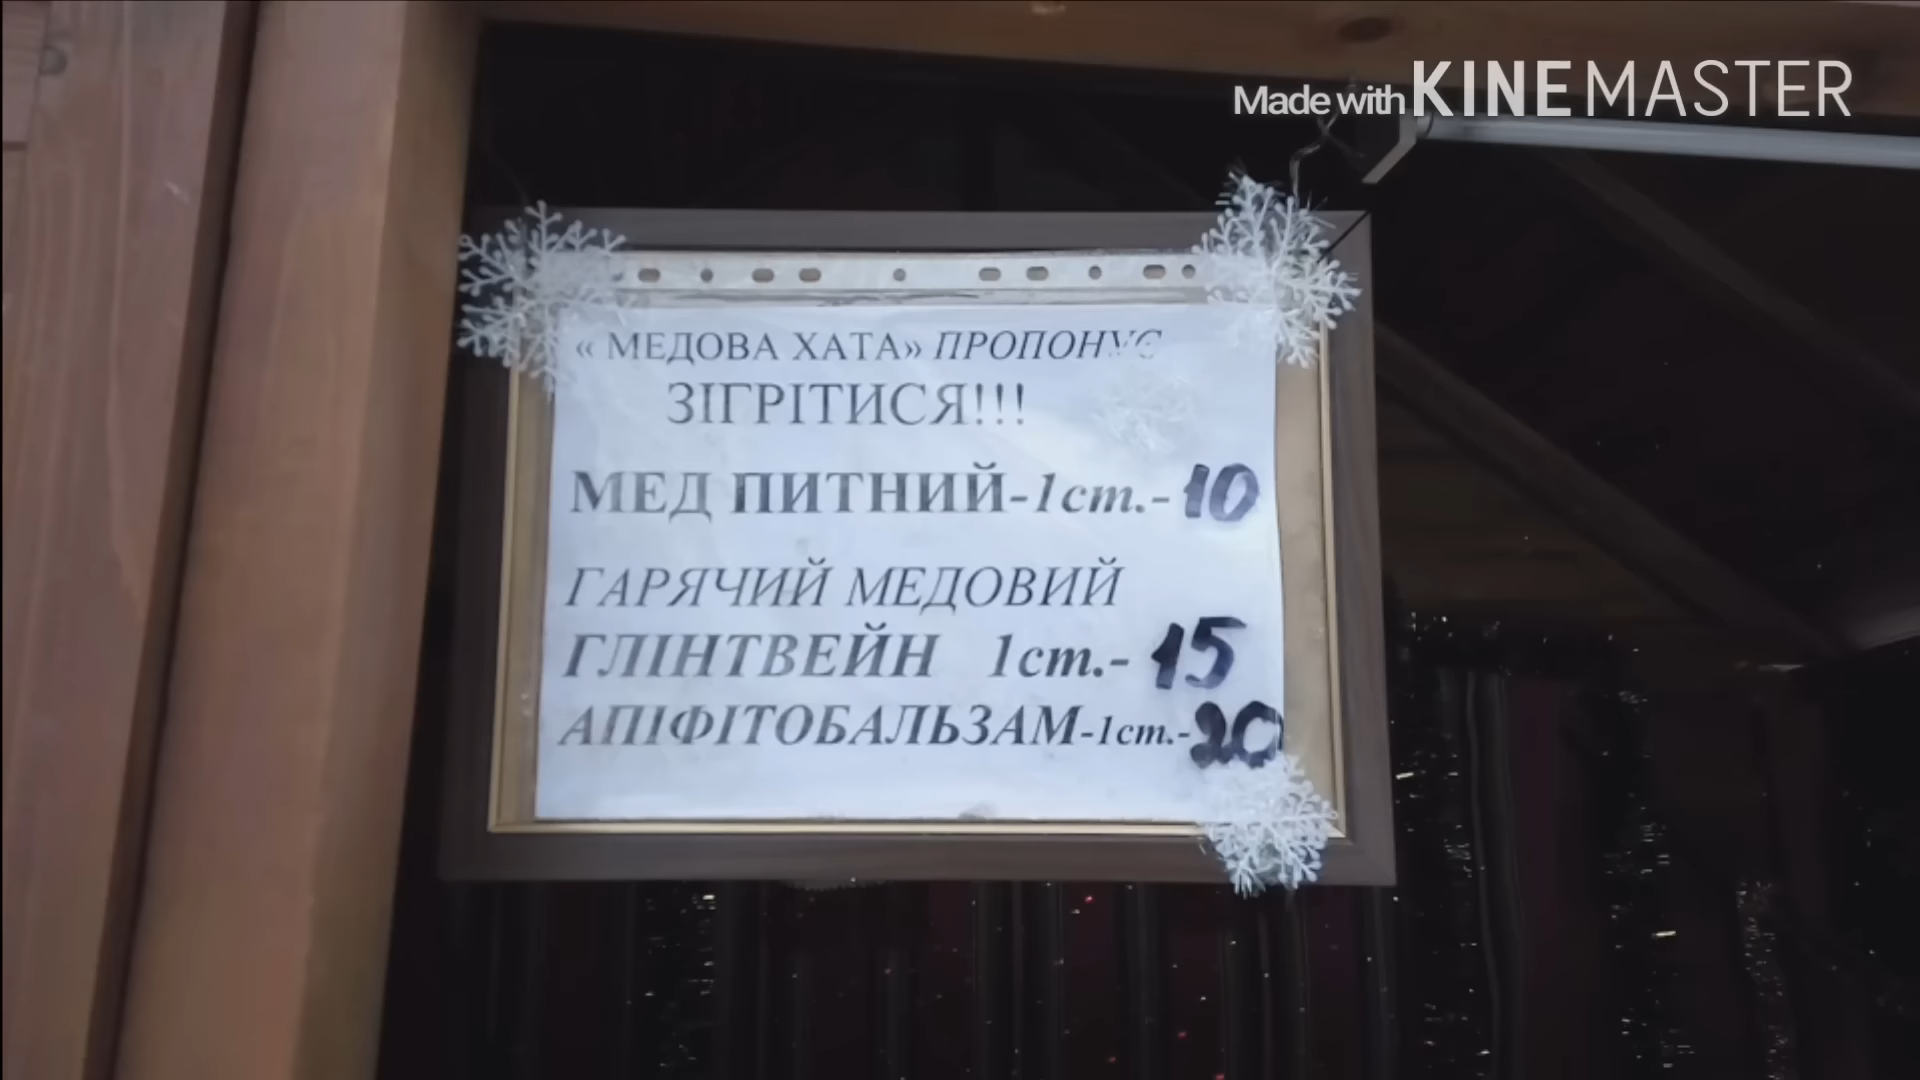 Made with KINEMASTER
« МЕДОВА ХАТА» ПРОПОНУЄ
ЗІГРІТИСЯ!!!
МЕД ПИТНИЙ-1ст.-10
ГАРЯЧИЙ МЕДОВИЙ
ГЛІНТВЕЙН 1ст.- 15
АПІФІТОБАЛЬЗАМ-1ст.-20